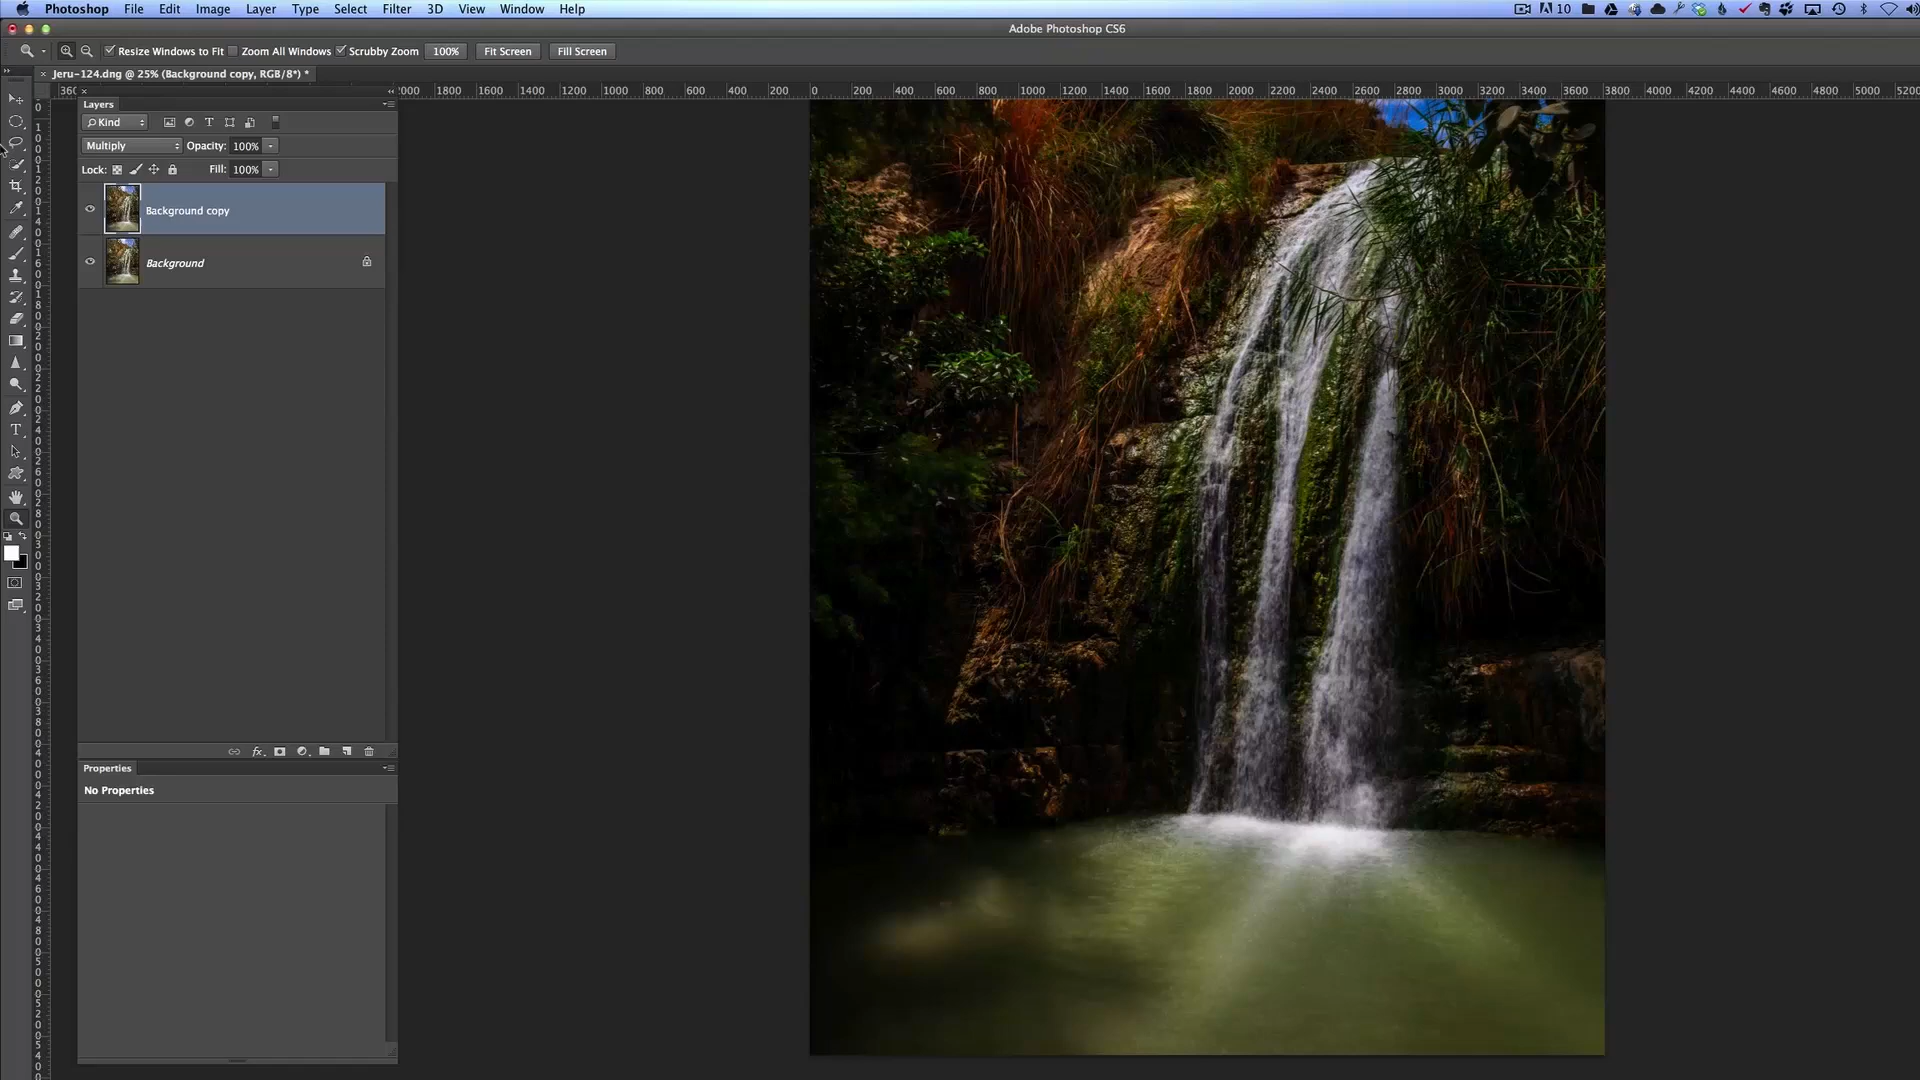 Photoshop File Edit Image Layer Type Select Filter 3D View Window Help 10
Adobe Photoshop CS6
Resize Windows to Fit Zoom All Windows Scrubby Zoom 100% Fit Screen Fill Screen
Jeru-124.dng @ 25% (Background copy, RGB/8*) *
2000 1800 1600 1400 1200 1000 800 600 400 200 0 200 400 600 800 1000 1200 1400 1600 1800 2000 2200 2400 2600 2800 3000 3200 3400 3600 3800 4000 4200 4400 4600 4800 5000 5200
Layers
Kind
Multiply Opacity: 100%
Lock: Fill: 100%
Background copy
Background
Properties
No Properties